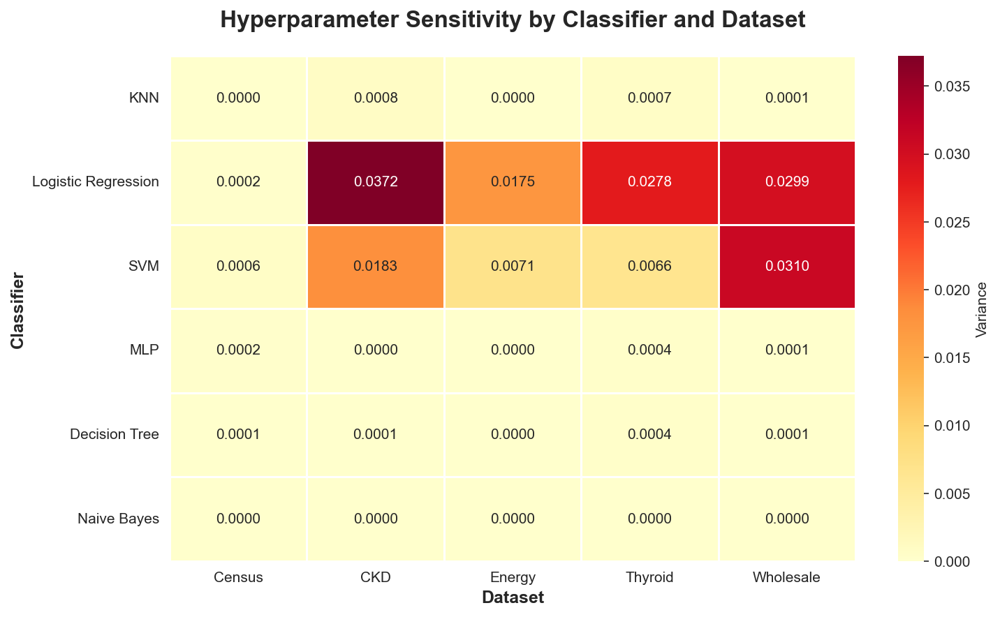 Hyperparameter Sensitivity by Classifier and Dataset
KNN 0.0000 0.0008 0.0000 0.0007 0.0001
Logistic Regression 0.0002 0.0372 0.0175 0.0278 0.0299
SVM 0.0006 0.0183 0.0071 0.0066 0.0310
MLP 0.0002 0.0000 0.0000 0.0004 0.0001
Decision Tree 0.0001 0.0001 0.0000 0.0004 0.0001
Naive Bayes 0.0000 0.0000 0.0000 0.0000 0.0000
Census CKD Energy Thyroid Wholesale
Dataset
Classifier
0.035
0.030
0.025
0.020
0.015
0.010
0.005
0.000
Variance